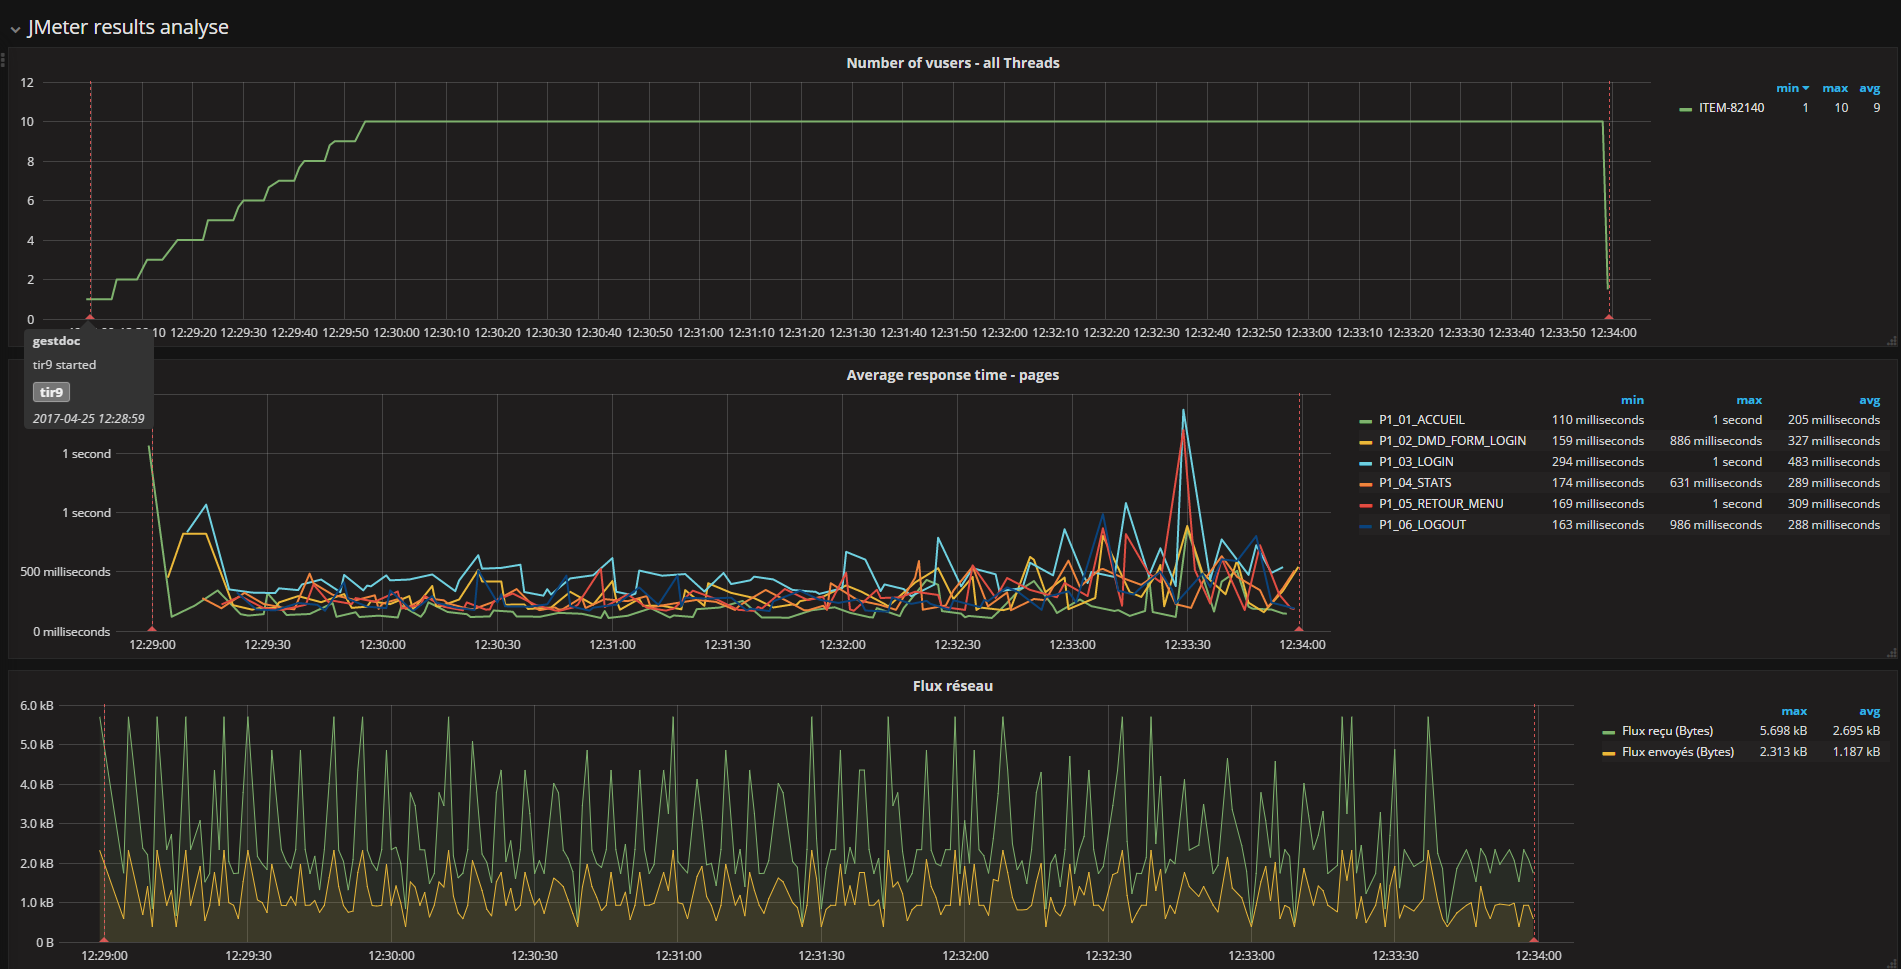 JMeter results analyse
Number of vusers - all Threads
12
10
8
6
4
2
0
12:29:20 12:29:30 12:29:40 12:29:50 12:30:00 12:30:10 12:30:20 12:30:30 12:30:40 12:30:50 12:31:00 12:31:10 12:31:20 12:31:30 12:31:40 12:31:50 12:32:00 12:32:10 12:32:20 12:32:30 12:32:40 12:32:50 12:33:00 12:33:10 12:33:20 12:33:30 12:33:40 12:33:50 12:34:00
min max avg
ITEM-82140 1 10 9
gestdoc
tir9 started
tir9
2017-04-25 12:28:59
Average response time - pages
1 second
1 second
500 milliseconds
0 milliseconds
12:29:00 12:29:30 12:30:00 12:30:30 12:31:00 12:31:30 12:32:00 12:32:30 12:33:00 12:33:30 12:34:00
min max avg
P1_01_ACCUEIL 110 milliseconds 1 second 205 milliseconds
P1_02_DMD_FORM_LOGIN 159 milliseconds 886 milliseconds 327 milliseconds
P1_03_LOGIN 294 milliseconds 1 second 483 milliseconds
P1_04_STATS 174 milliseconds 631 milliseconds 289 milliseconds
P1_05_RETOUR_MENU 169 milliseconds 1 second 309 milliseconds
P1_06_LOGOUT 163 milliseconds 986 milliseconds 288 milliseconds
Flux réseau
6.0 kB
5.0 kB
4.0 kB
3.0 kB
2.0 kB
1.0 kB
0 B
12:29:00 12:29:30 12:30:00 12:30:30 12:31:00 12:31:30 12:32:00 12:32:30 12:33:00 12:33:30 12:34:00
max avg
Flux reçu (Bytes) 5.698 kB 2.695 kB
Flux envoyés (Bytes) 2.313 kB 1.187 kB